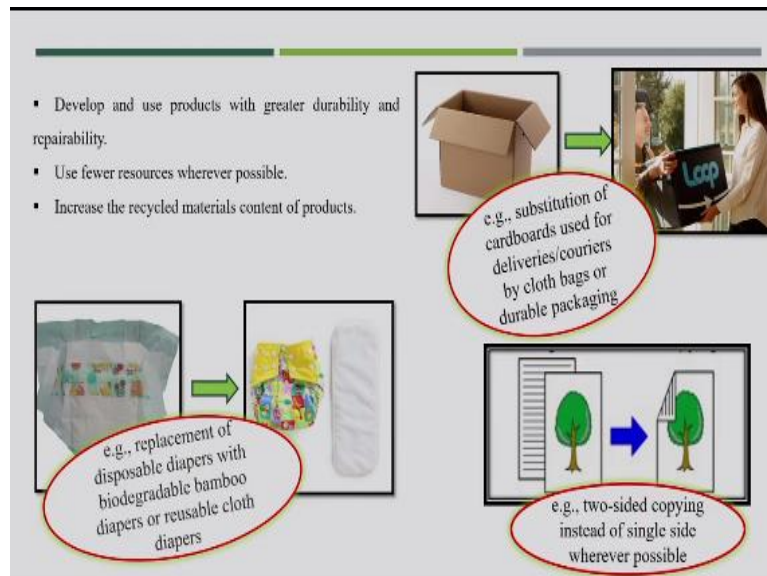 ▪ Develop and use products with greater durability and
repairability.
▪ Use fewer resources wherever possible.
▪ Increase the recycled materials content of products.
Loop
e.g., substitution of
cardboards used for
deliveries/couriers
by cloth bags or
durable packaging
e.g., replacement of
disposable diapers with
biodegradable bamboo
diapers or reusable cloth
diapers
e.g., two-sided copying
instead of single side
wherever possible